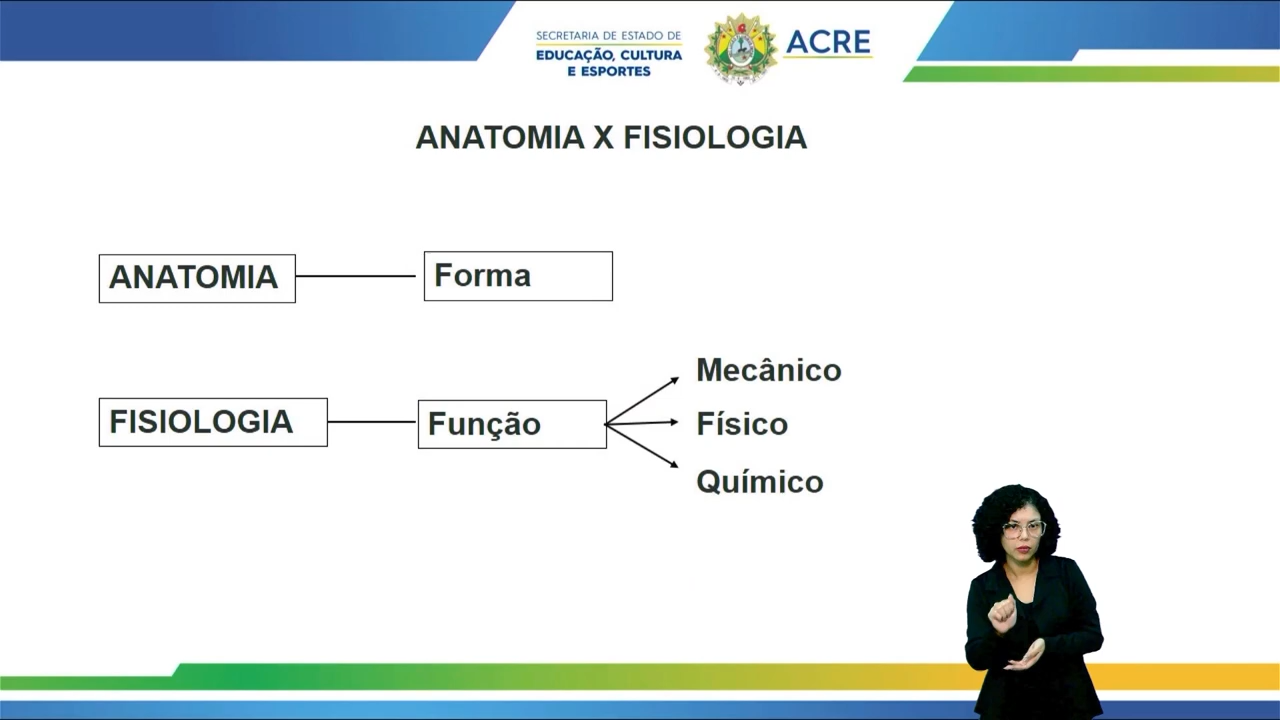 SECRETARIA DE ESTADO DE
EDUCAÇÃO, CULTURA
E ESPORTES
ACRE
ANATOMIA X FISIOLOGIA
ANATOMIA
Forma
FISIOLOGIA
Função
Mecânico
Físico
Químico